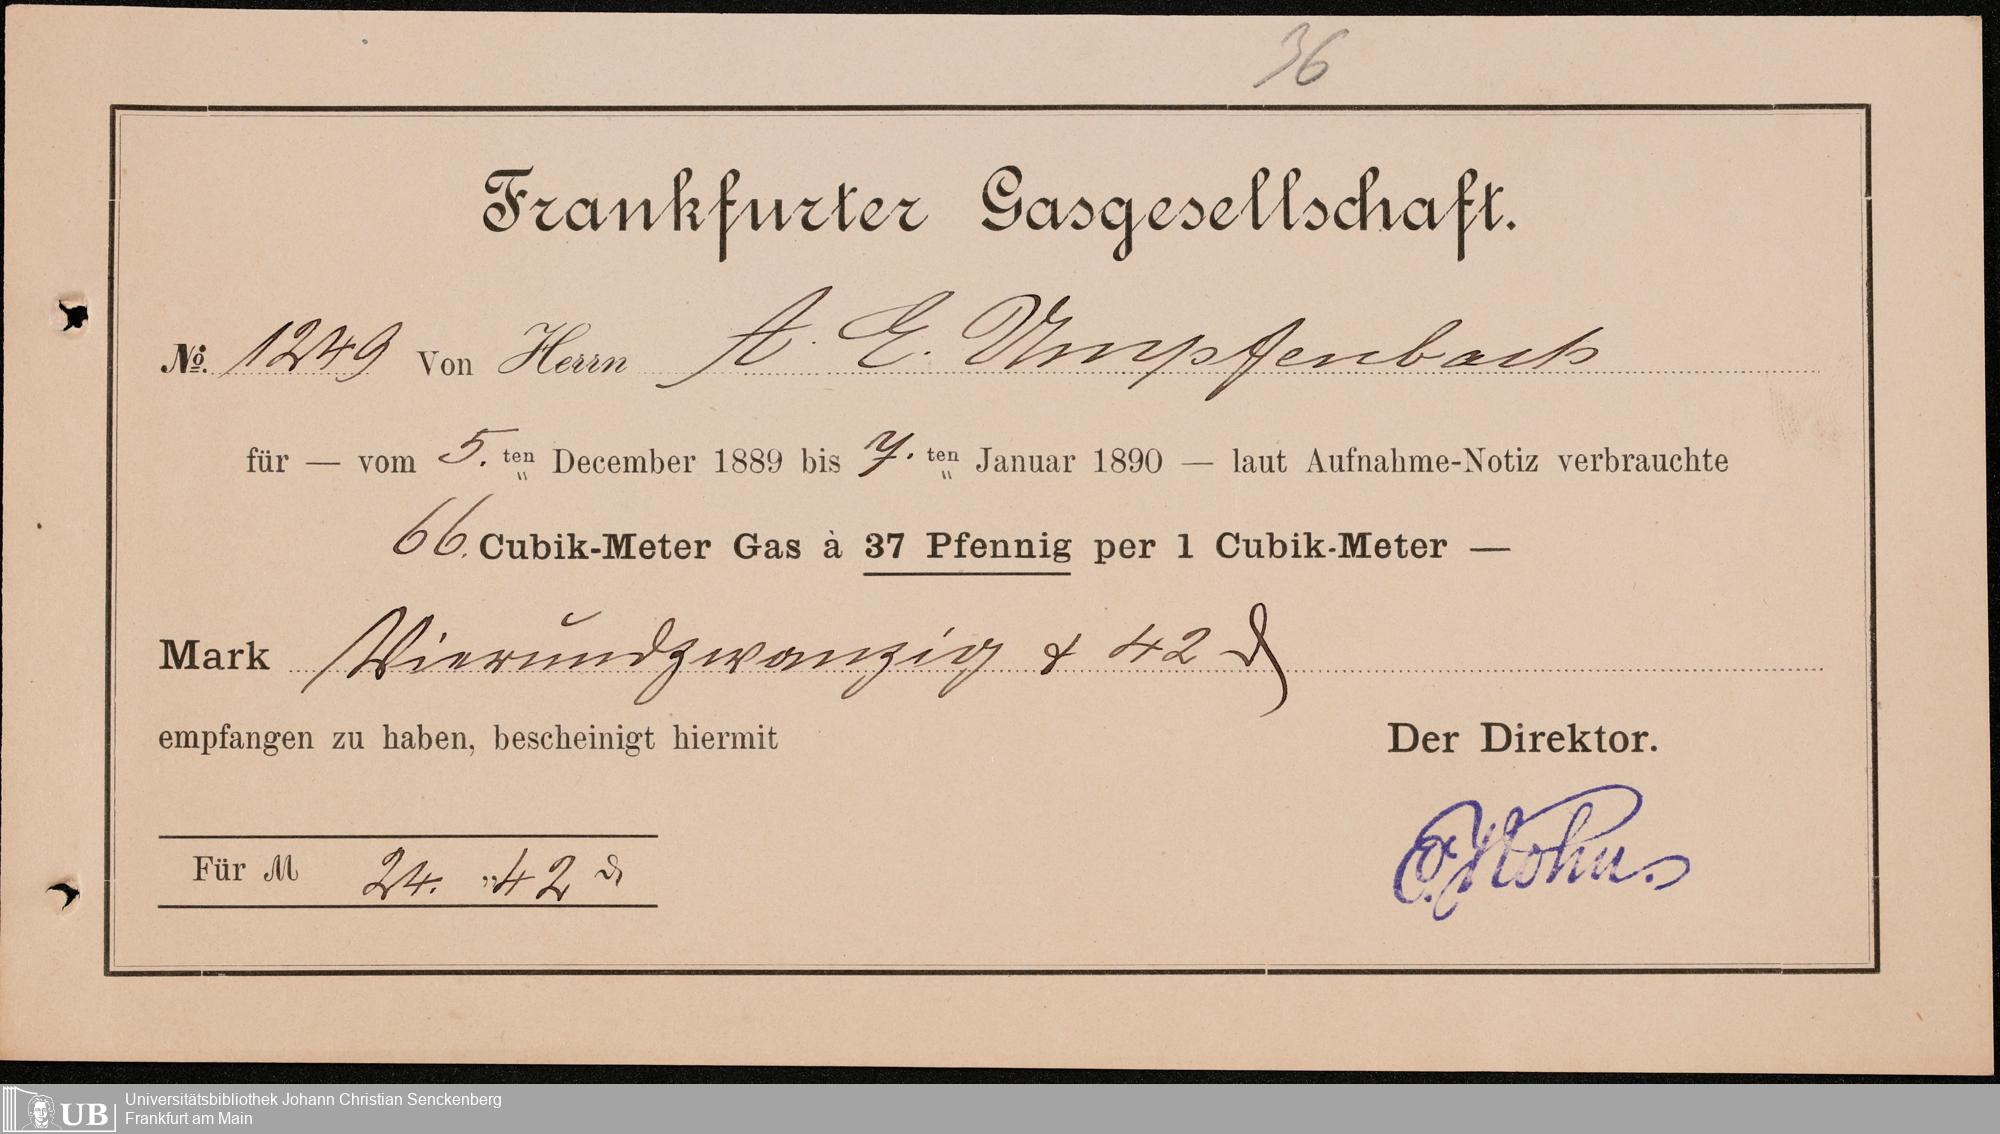 36
Frankfurter Gasgesellschaft.
No. 1249 Von Herrn A. E. Umpfenbach
für — vom 5. ten December 1889 bis 7. ten Januar 1890 — laut Aufnahme-Notiz verbrauchte
66. Cubik-Meter Gas à 37 Pfennig per 1 Cubik-Meter —
Mark Vierundzwanzig & 42 ₰
empfangen zu haben, bescheinigt hiermit
Der Direktor.
Für M 24. "42 ₰
UB Universitätsbibliothek Johann Christian Senckenberg
Frankfurt am Main